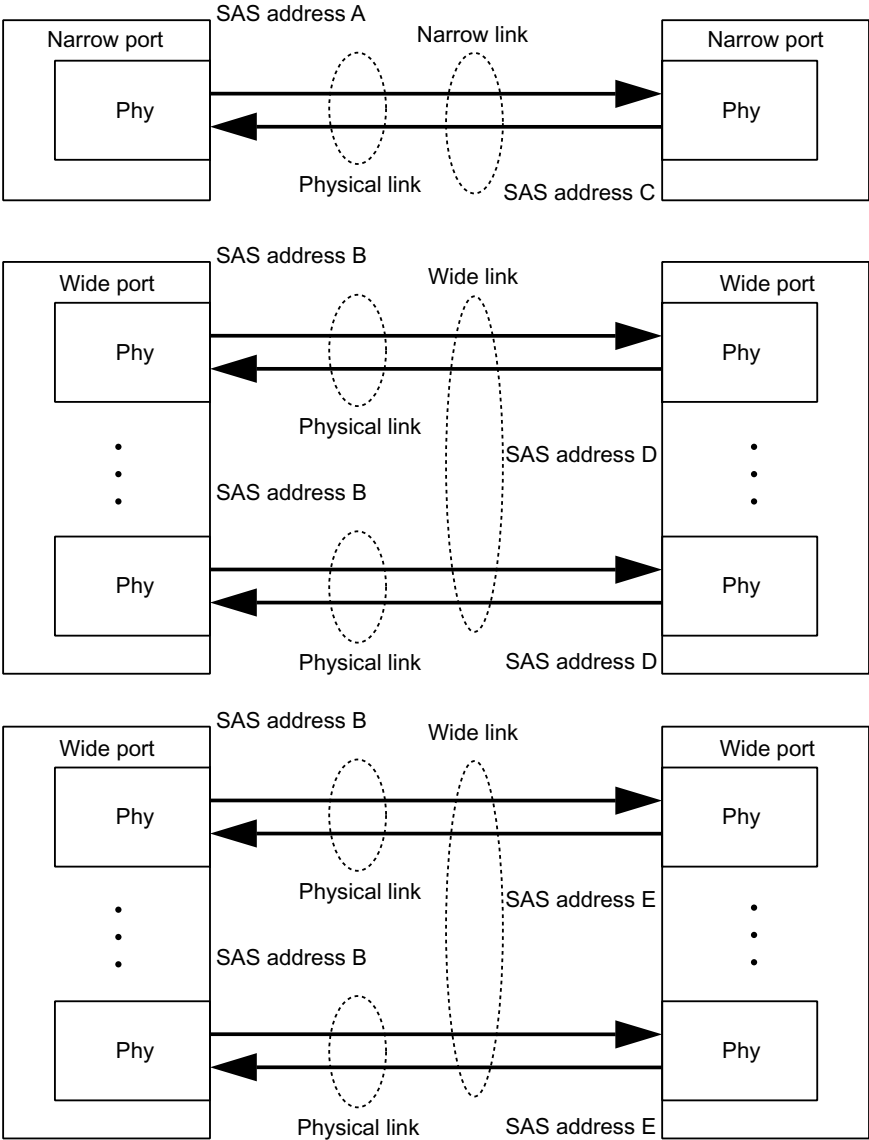 SAS address A
Narrow port
Narrow link
Narrow port
Phy
Phy
Physical link
SAS address C
SAS address B
Wide port
Wide link
Wide port
Phy
Phy
Physical link
SAS address D
SAS address B
Phy
Phy
Physical link
SAS address D
SAS address B
Wide port
Wide link
Wide port
Phy
Phy
Physical link
SAS address E
SAS address B
Phy
Phy
Physical link
SAS address E